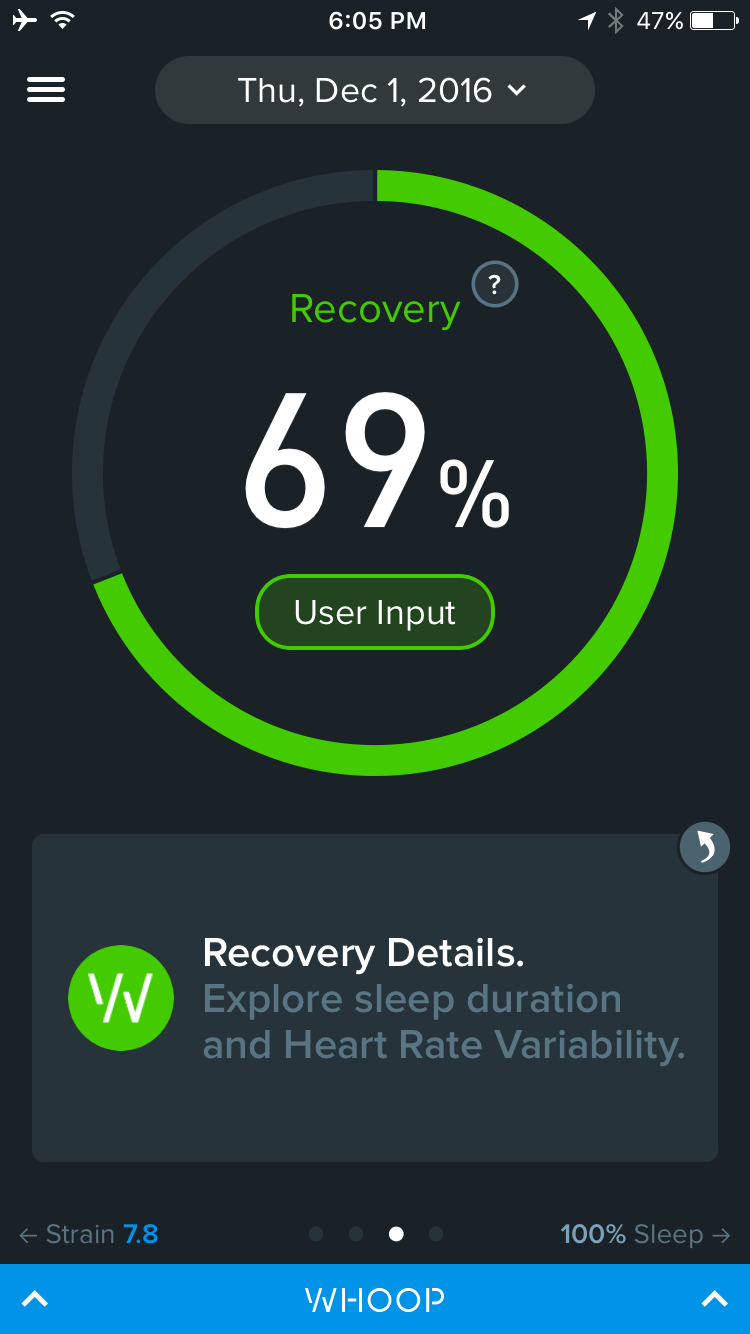 6:05 PM
47%
Thu, Dec 1, 2016
?
Recovery
69%
User Input
Recovery Details.
Explore sleep duration
and Heart Rate Variability.
← Strain 7.8
100% Sleep →
WHOOP